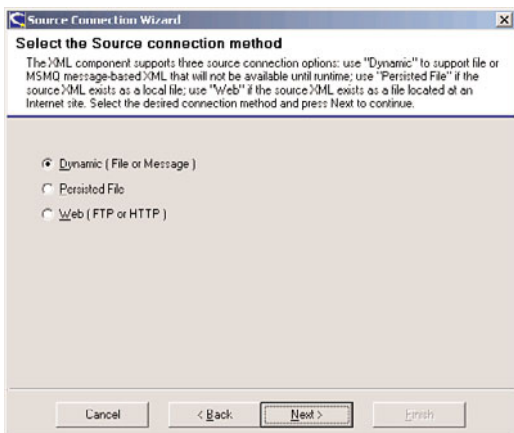 Source Connection Wizard
Select the Source connection method
The XML component supports three source connection options: use "Dynamic" to support file or
MSMQ message-based XML that will not be available until runtime; use "Persisted File" if the
source XML exists as a local file; use "Web" if the source XML exists as a file located at an
Internet site. Select the desired connection method and press Next to continue.
Dynamic ( File or Message )
Persisted File
Web ( FTP or HTTP )
Cancel
< Back
Next >
Finish